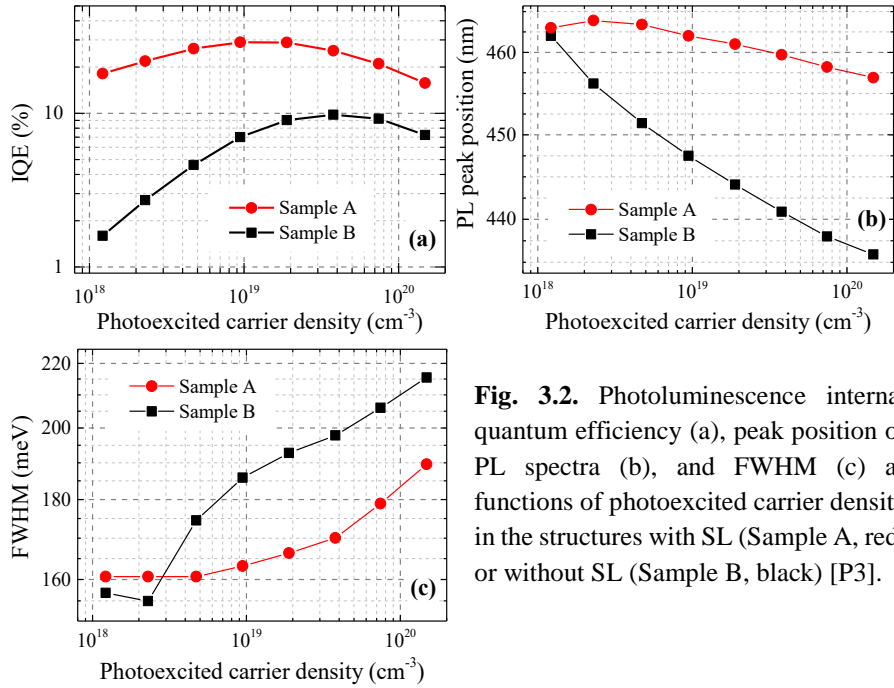 10
1
IQE (%)
Sample A
Sample B
(a)
10^18
10^19
10^20
Photoexcited carrier density (cm^-3)
460
450
440
PL peak position (nm)
Sample A
Sample B
(b)
10^18
10^19
10^20
Photoexcited carrier density (cm^-3)
220
200
180
160
FWHM (meV)
Sample A
Sample B
(c)
10^18
10^19
10^20
Photoexcited carrier density (cm^-3)
Fig. 3.2. Photoluminescence interna
quantum efficiency (a), peak position o
PL spectra (b), and FWHM (c) a
functions of photoexcited carrier densit
in the structures with SL (Sample A, red
or without SL (Sample B, black) [P3].